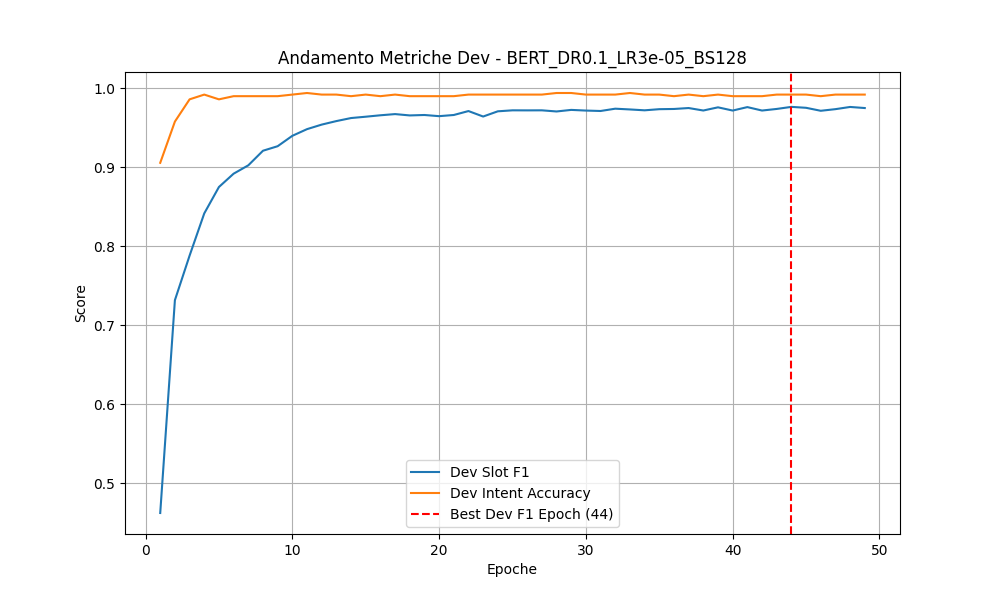 Andamento Metriche Dev - BERT_DR0.1_LR3e-05_BS128
1.0
0.9
0.8
0.7
0.6
0.5
Score
Dev Slot F1
Dev Intent Accuracy
Best Dev F1 Epoch (44)
0 10 20 30 40 50
Epoche